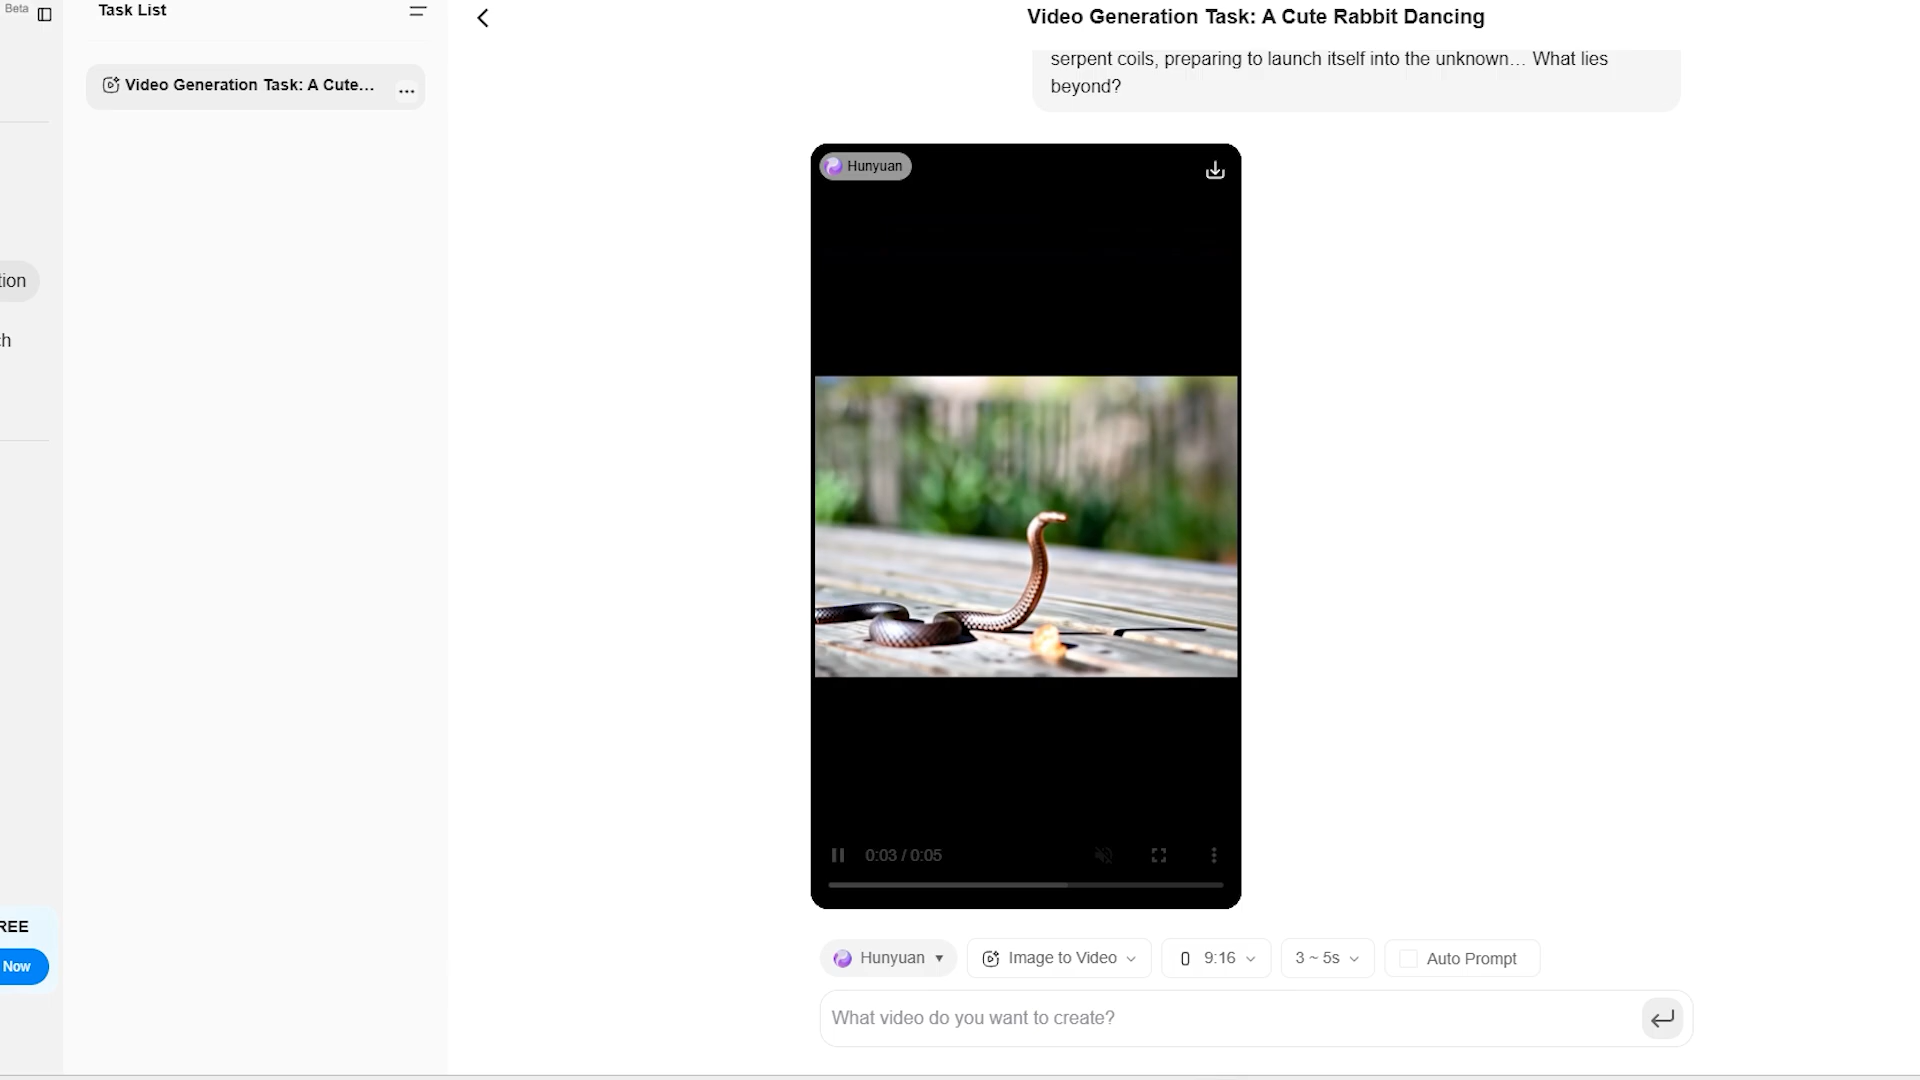 Beta
Task List
Video Generation Task: A Cute Rabbit Dancing
Video Generation Task: A Cute...
serpent coils, preparing to launch itself into the unknown... What lies
beyond?
Hunyuan
tion
ch
0:03 / 0:05
REE
Now
Hunyuan
Image to Video
9:16
3 ~ 5s
Auto Prompt
What video do you want to create?